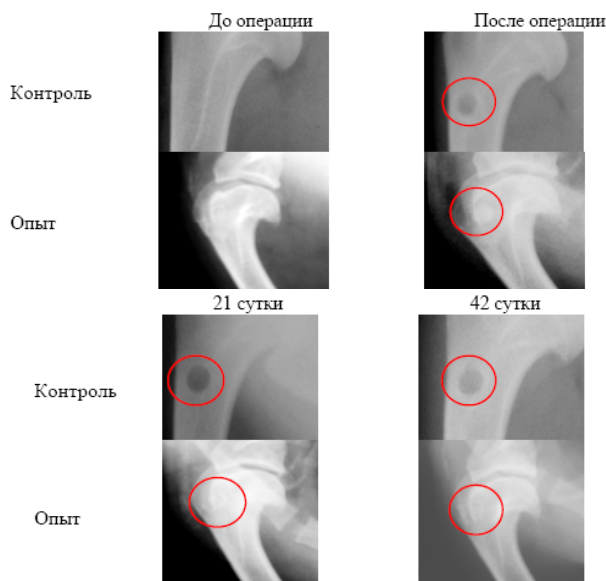 До операции
После операции
Контроль
Опыт
21 сутки
42 сутки
Контроль
Опыт